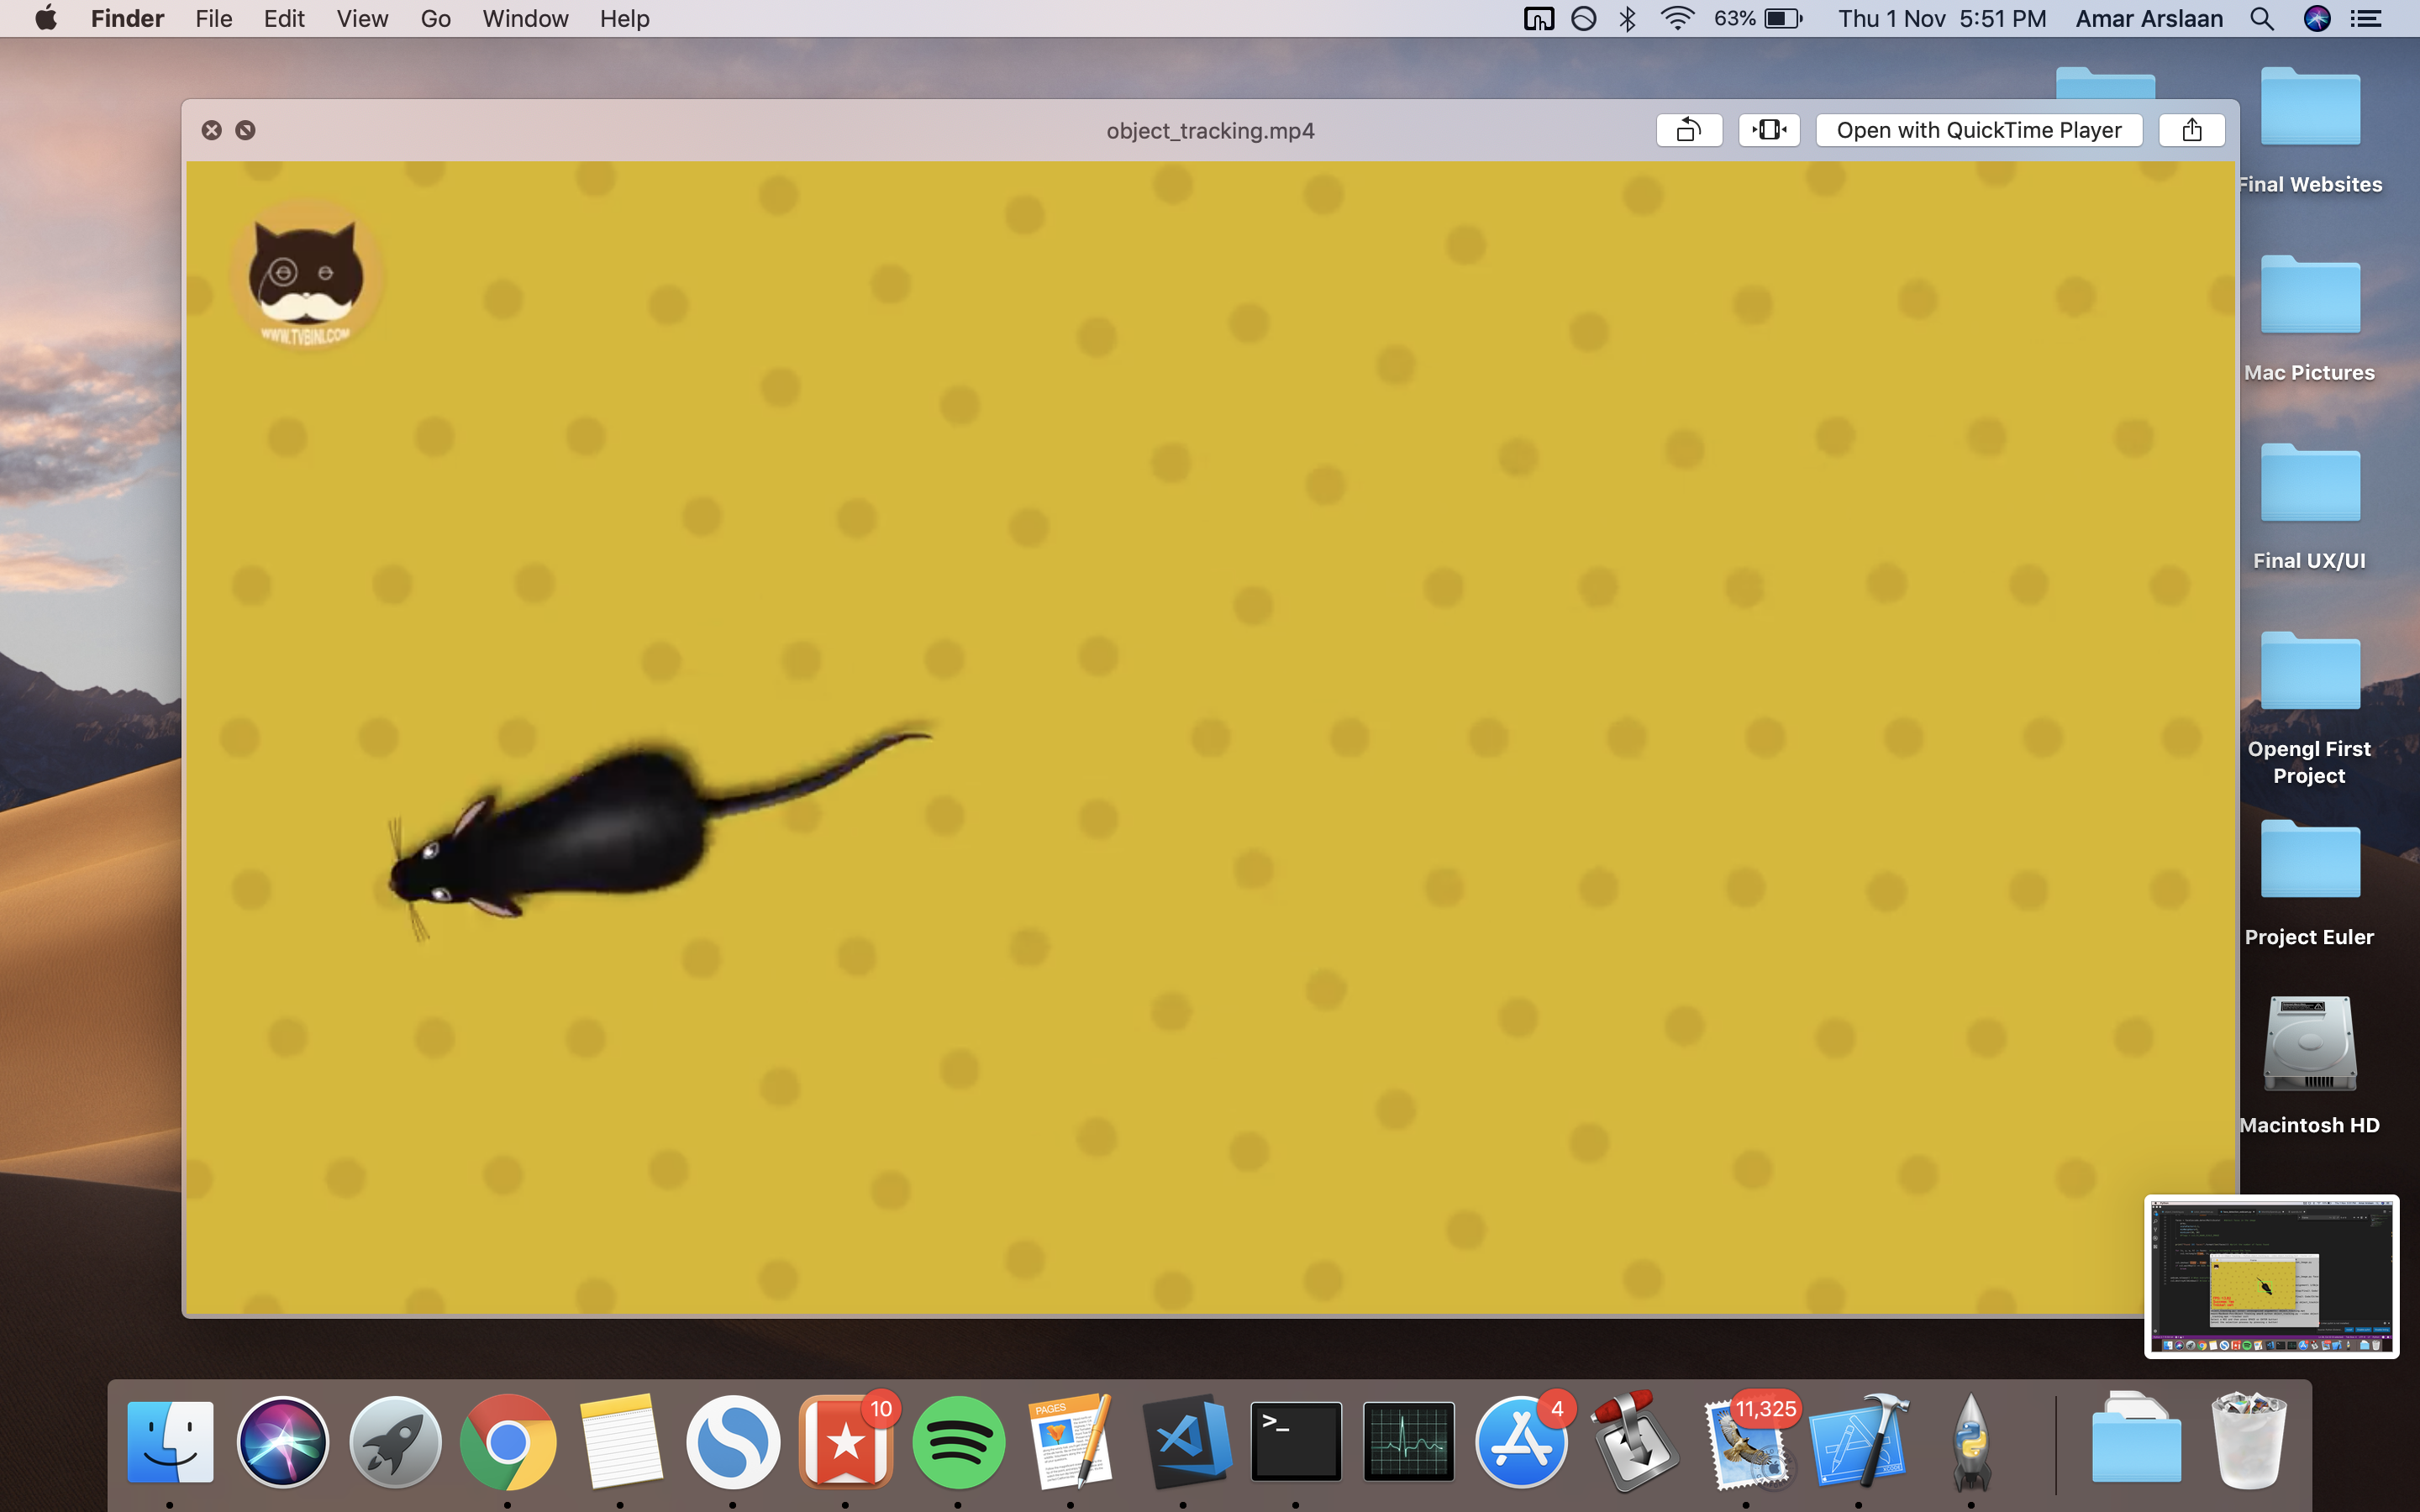 Finder File Edit View Go Window Help 63% Thu 1 Nov 5:51 PM Amar Arslaan
object_tracking.mp4 Open with QuickTime Player
WWW.TVBINI.COM
Final Websites
Mac Pictures
Final UX/UI
Opengl First
Project
Project Euler
Macintosh HD
10
PAGES
>_
4
11,325